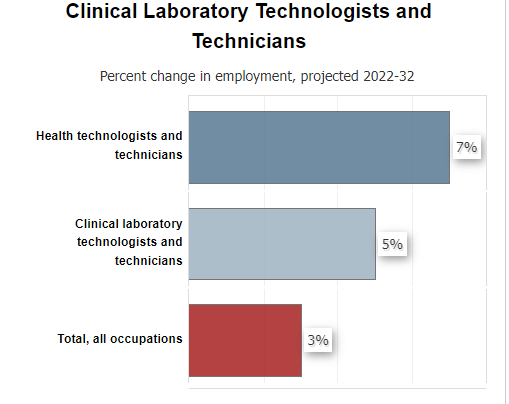 Clinical Laboratory Technologists and
Technicians
Percent change in employment, projected 2022-32
Health technologists and
technicians
7%
Clinical laboratory
technologists and
technicians
5%
Total, all occupations
3%